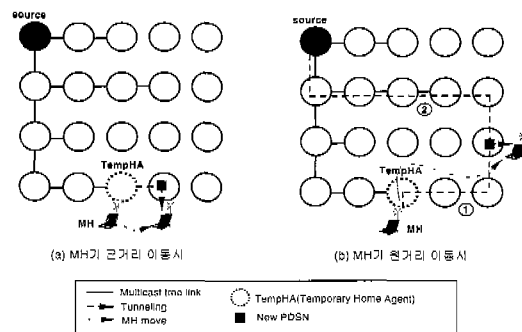 source
TempHA
MH
(a) MH가 근거리 이동시
source
②
TempHA
①
MH
(b) MH가 원거리 이동시
Multicast tree link
Tunneling
MH move
TempHA(Temporary Home Agent)
New PDSN